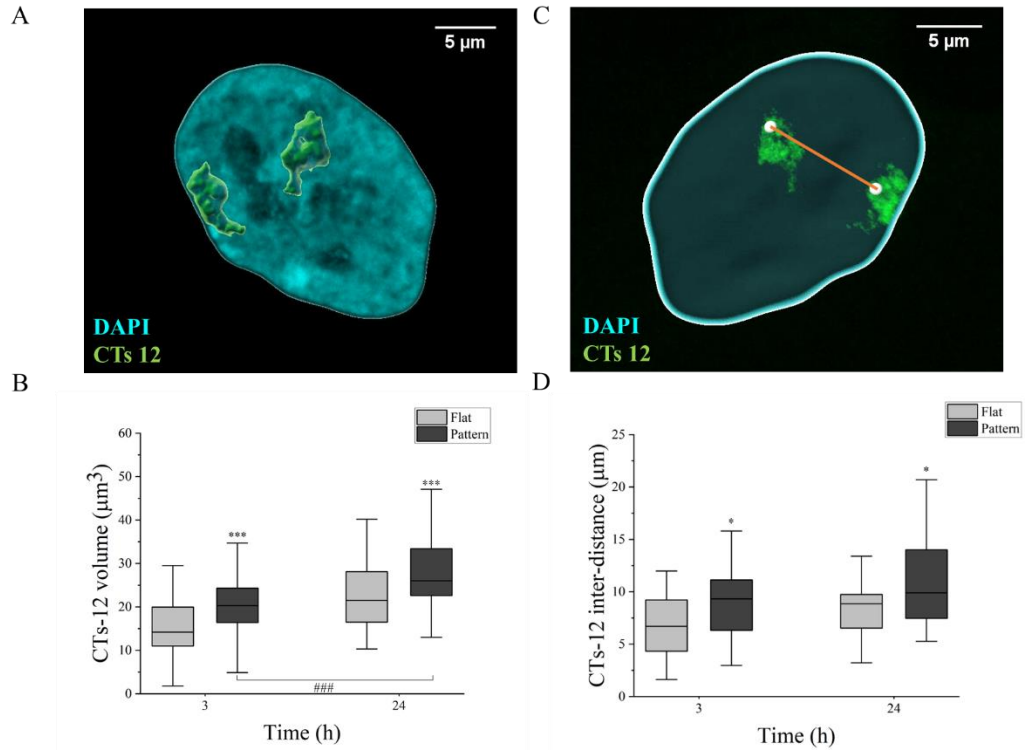 A
5 µm
DAPI
CTs 12
C
5 µm
DAPI
CTs 12
B
Flat
Pattern
60
50
40
30
20
10
0
CTs-12 volume (µm³)
***
***
###
3
24
Time (h)
D
Flat
Pattern
25
20
15
10
5
0
CTs-12 inter-distance (µm)
*
*
3
24
Time (h)